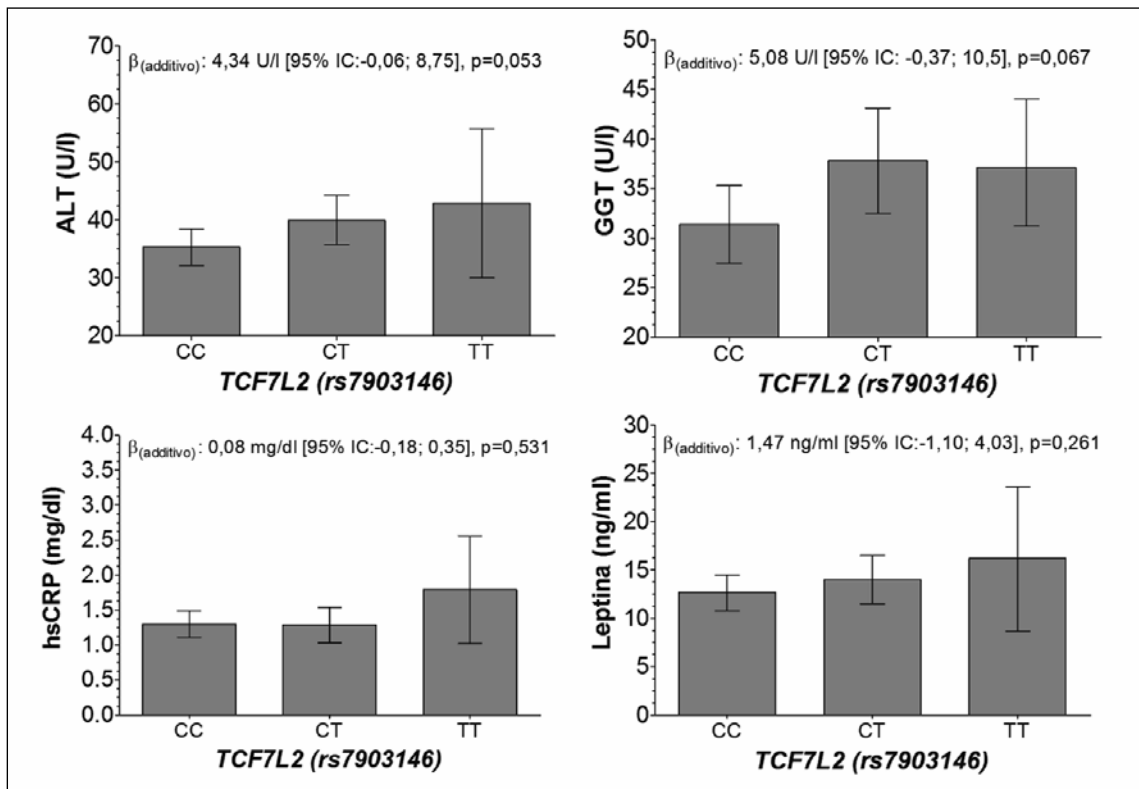 β(additivo): 4,34 U/l [95% IC:-0,06; 8,75], p=0,053
ALT (U/l)
70
60
50
40
30
20
CC CT TT
TCF7L2 (rs7903146)
β(additivo): 5,08 U/l [95% IC: -0,37; 10,5], p=0,067
GGT (U/l)
50
45
40
35
30
25
20
CC CT TT
TCF7L2 (rs7903146)
β(additivo): 0,08 mg/dl [95% IC:-0,18; 0,35], p=0,531
hsCRP (mg/dl)
4.0
3.5
3.0
2.5
2.0
1.5
1.0
0.5
0.0
CC CT TT
TCF7L2 (rs7903146)
β(additivo): 1,47 ng/ml [95% IC:-1,10; 4,03], p=0,261
Leptina (ng/ml)
30
25
20
15
10
5
0
CC CT TT
TCF7L2 (rs7903146)